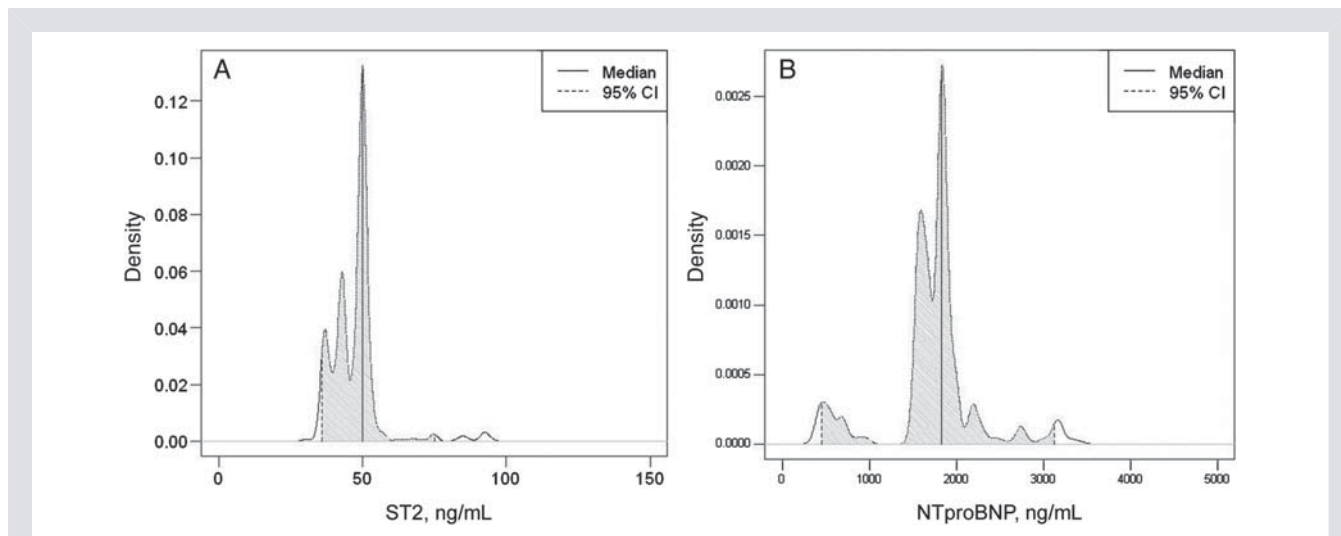 A
Median
95% CI
0.12
0.10
0.08
0.06
0.04
0.02
0.00
Density
0
50
100
150
ST2, ng/mL
B
Median
95% CI
0.0025
0.0020
0.0015
0.0010
0.0005
0.0000
Density
0
1000
2000
3000
4000
5000
NTproBNP, ng/mL